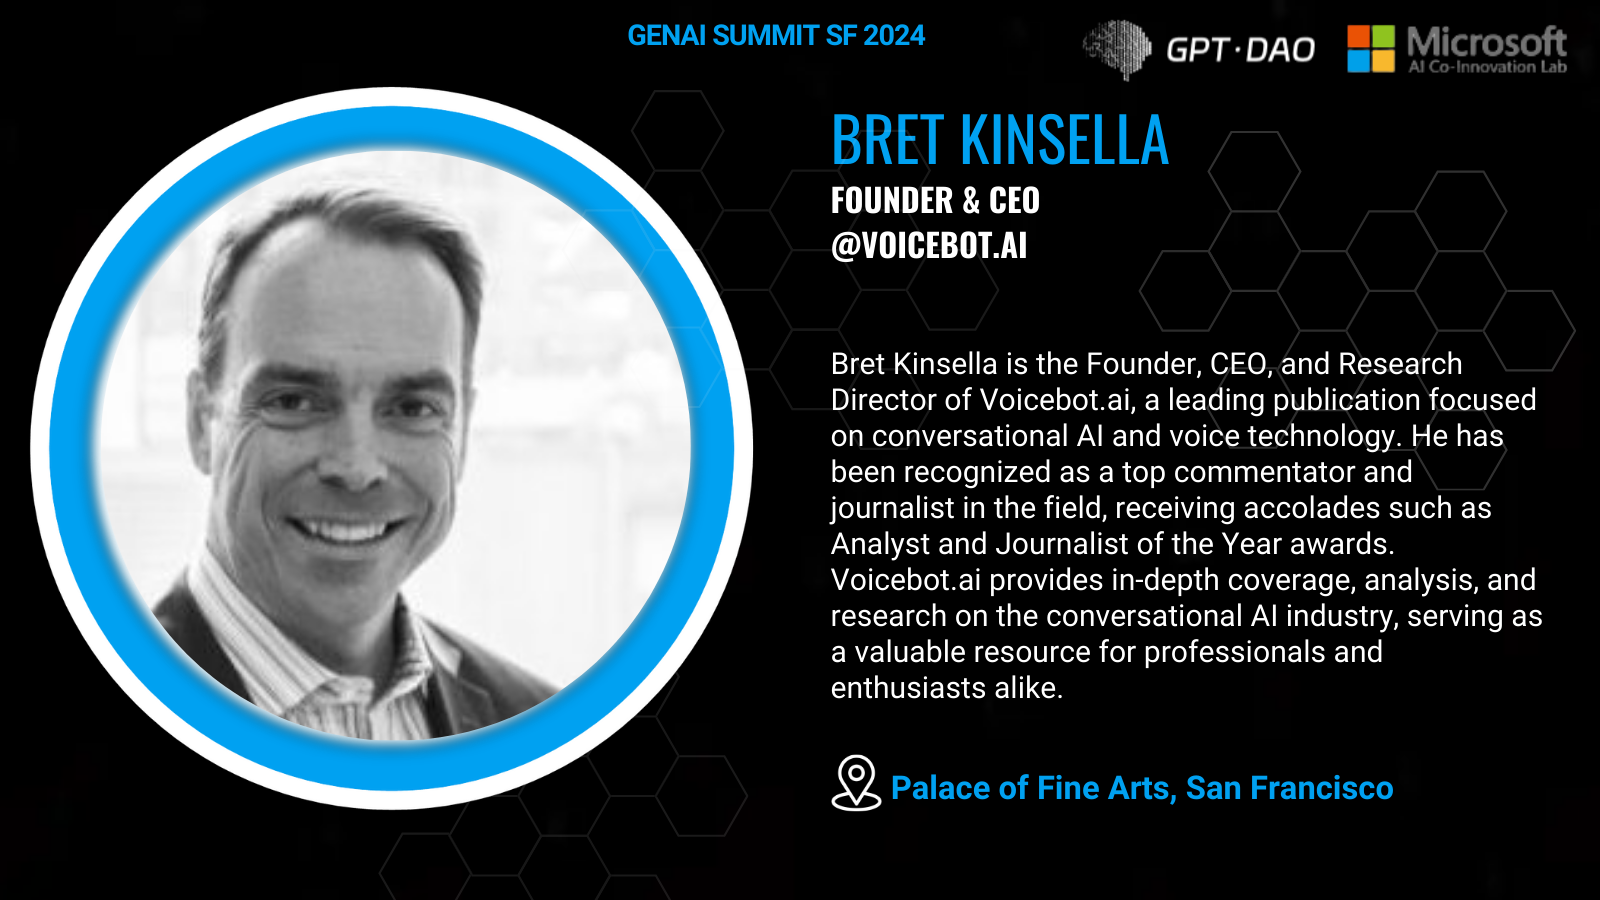 GENAI SUMMIT SF 2024
GPT·DAO
Microsoft
AI Co-Innovation Lab
BRET KINSELLA
FOUNDER & CEO
@VOICEBOT.AI
Bret Kinsella is the Founder, CEO, and Research
Director of Voicebot.ai, a leading publication focused
on conversational AI and voice technology. He has
been recognized as a top commentator and
journalist in the field, receiving accolades such as
Analyst and Journalist of the Year awards.
Voicebot.ai provides in-depth coverage, analysis, and
research on the conversational AI industry, serving as
a valuable resource for professionals and
enthusiasts alike.
Palace of Fine Arts, San Francisco